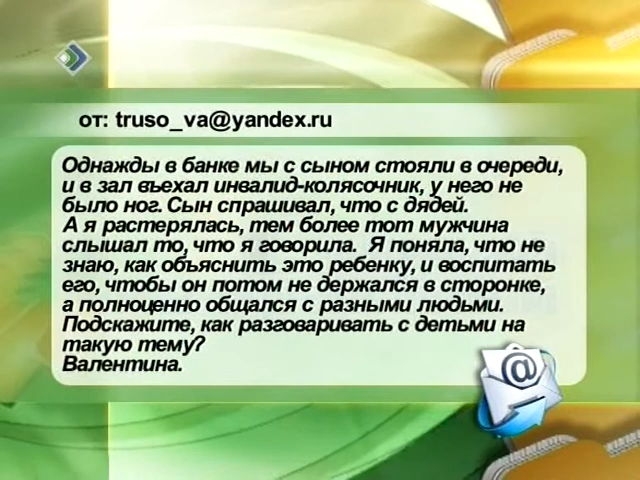 от: truso_va@yandex.ru
Однажды в банке мы с сыном стояли в очереди,
и в зал въехал инвалид-колясочник, у него не
было ног. Сын спрашивал, что с дядей.
А я растерялась, тем более тот мужчина
слышал то, что я говорила. Я поняла, что не
знаю, как объяснить это ребенку, и воспитать
его, чтобы он потом не держался в сторонке,
а полноценно общался с разными людьми.
Подскажите, как разговаривать с детьми на
такую тему?
Валентина.
@